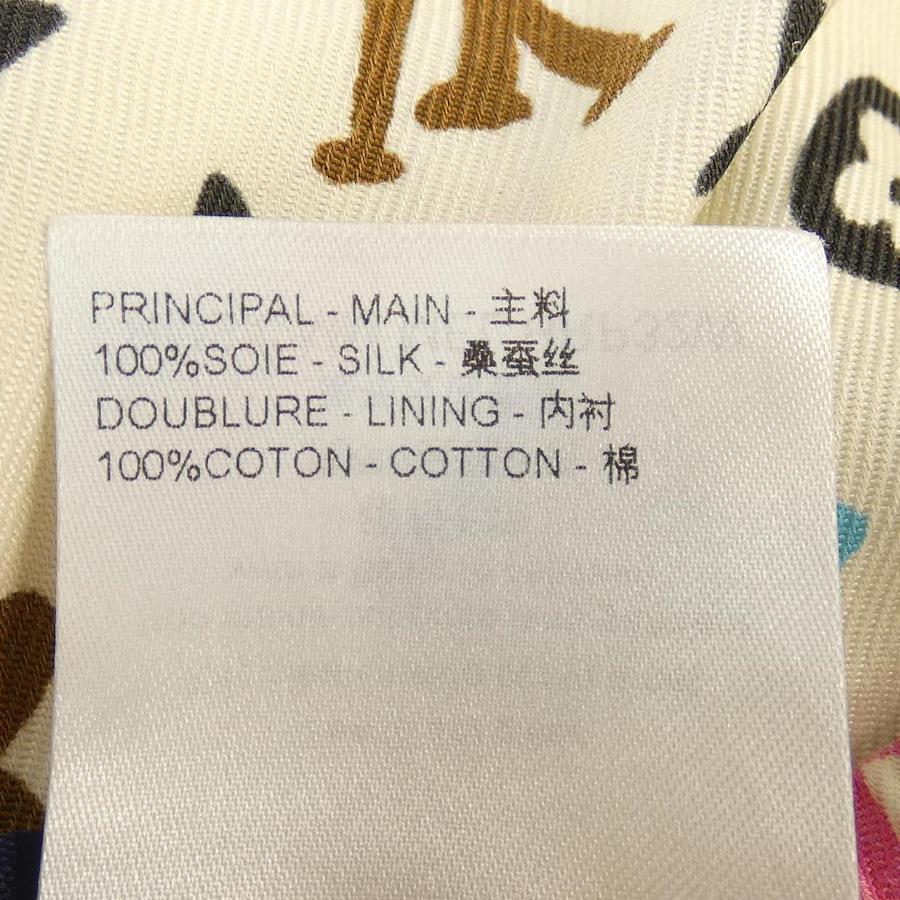 PRINCIPAL - MAIN - 主料
100%SOIE - SILK - 桑蚕丝
DOUBLURE - LINING - 内衬
100%COTON - COTTON - 棉